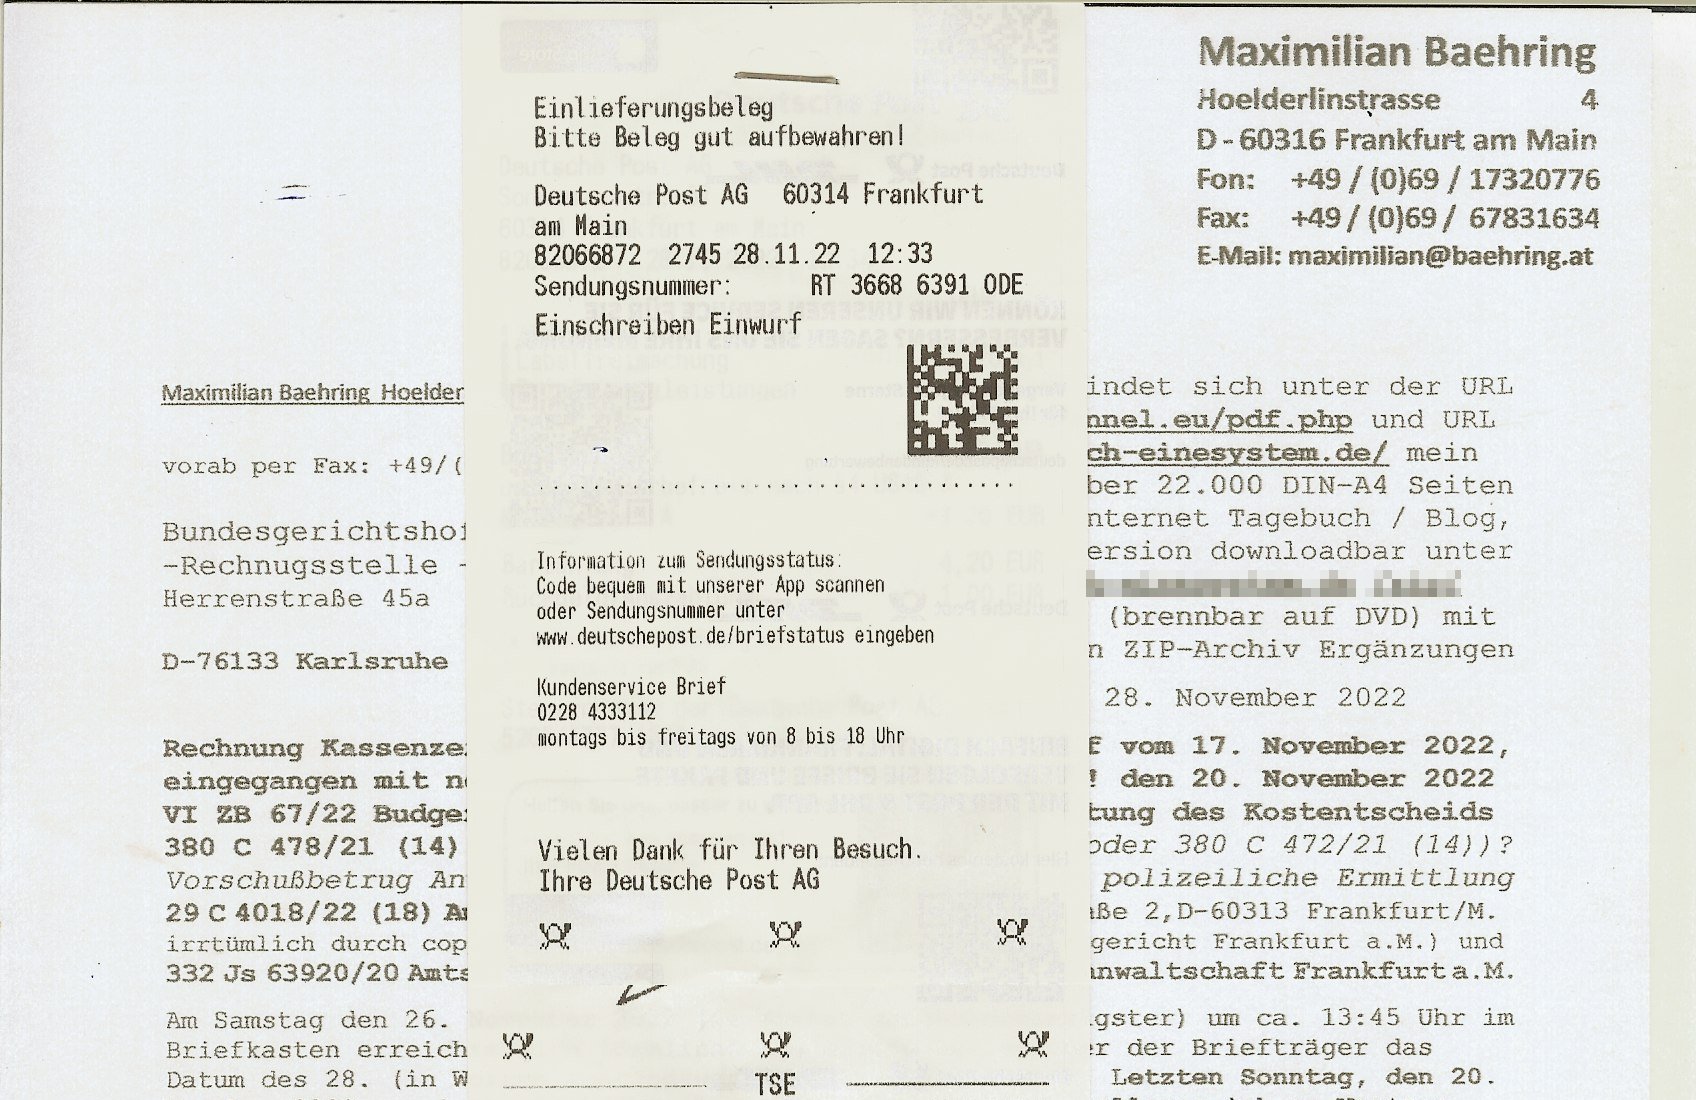 Maximilian Baehring
Hoelderlinstrasse 4
D - 60316 Frankfurt am Main
Fon: +49 / (0)69 / 17320776
Fax: +49 / (0)69 / 67831634
E-Mail: maximilian@baehring.at
Einlieferungsbeleg
Bitte Beleg gut aufbewahren!
Deutsche Post AG 60314 Frankfurt
am Main
82066872 2745 28.11.22 12:33
Sendungsnummer: RT 3668 6391 0DE
Einschreiben Einwurf
Information zum Sendungsstatus:
Code bequem mit unserer App scannen
oder Sendungsnummer unter
www.deutschepost.de/briefstatus eingeben
Kundenservice Brief
0228 4333112
montags bis freitags von 8 bis 18 Uhr
Vielen Dank für Ihren Besuch.
Ihre Deutsche Post AG
TSE
Maximilian Baehring Hoelder
vorab per Fax: +49/(
Bundesgerichtshof
-Rechnugsstelle -
Herrenstraße 45a
D-76133 Karlsruhe
Rechnung Kassenze
eingegangen mit n
VI ZB 67/22 Budge
380 C 478/21 (14)
Vorschußbetrug An
29 C 4018/22 (18) A
irrtümlich durch cop
332 Js 63920/20 Amts
Am Samstag den 26.
Briefkasten erreich
Datum des 28. (in W
indet sich unter der URL
nnel.eu/pdf.php und URL
ch-einesystem.de/ mein
ber 22.000 DIN-A4 Seiten
nternet Tagebuch / Blog,
ersion downloadbar unter
(brennbar auf DVD) mit
n ZIP-Archiv Ergänzungen
28. November 2022
f vom 17. November 2022,
! den 20. November 2022
tung des Kostentscheids
oder 380 C 472/21 (14))?
polizeiliche Ermittlung
aße 2,D-60313 Frankfurt/M.
gericht Frankfurt a.M.) und
anwaltschaft Frankfurt a.M.
gster) um ca. 13:45 Uhr im
er der Briefträger das
Letzten Sonntag, den 20.